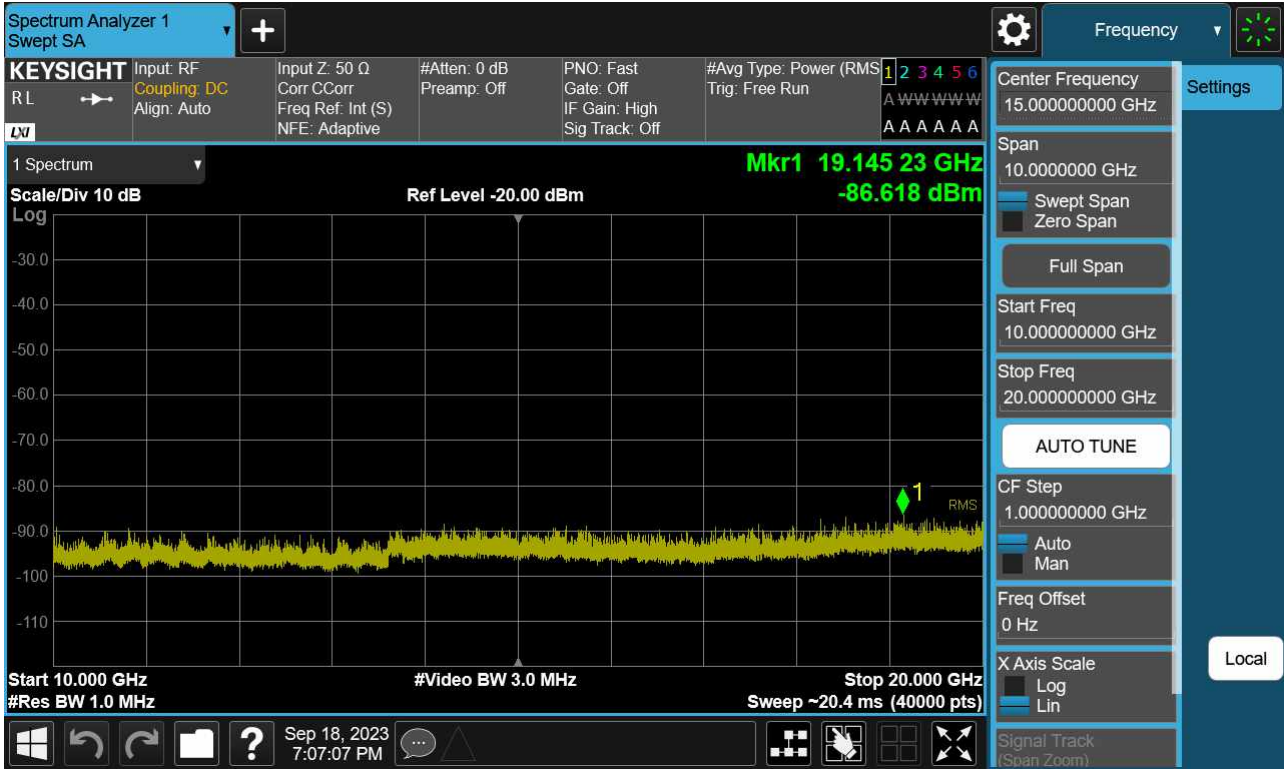 Spectrum Analyzer 1
Swept SA
+
Frequency
KEYSIGHT
R L
LXI
Input: RF
Coupling: DC
Align: Auto
Input Z: 50 Ω
Corr CCorr
Freq Ref: Int (S)
NFE: Adaptive
#Atten: 0 dB
Preamp: Off
PNO: Fast
Gate: Off
IF Gain: High
Sig Track: Off
#Avg Type: Power (RMS
Trig: Free Run
1 2 3 4 5 6
A W W W W W
A A A A A A
1 Spectrum
Mkr1 19.145 23 GHz
Scale/Div 10 dB
Ref Level -20.00 dBm
-86.618 dBm
Log
-30.0
-40.0
-50.0
-60.0
-70.0
-80.0
1
RMS
-90.0
-100
-110
Start 10.000 GHz
#Video BW 3.0 MHz
Stop 20.000 GHz
#Res BW 1.0 MHz
Sweep ~20.4 ms (40000 pts)
?
Sep 18, 2023
7:07:07 PM
Center Frequency
15.000000000 GHz
Span
10.0000000 GHz
Swept Span
Zero Span
Full Span
Start Freq
10.000000000 GHz
Stop Freq
20.000000000 GHz
AUTO TUNE
CF Step
1.000000000 GHz
Auto
Man
Freq Offset
0 Hz
X Axis Scale
Log
Lin
Signal Track
(Span Zoom)
Settings
Local